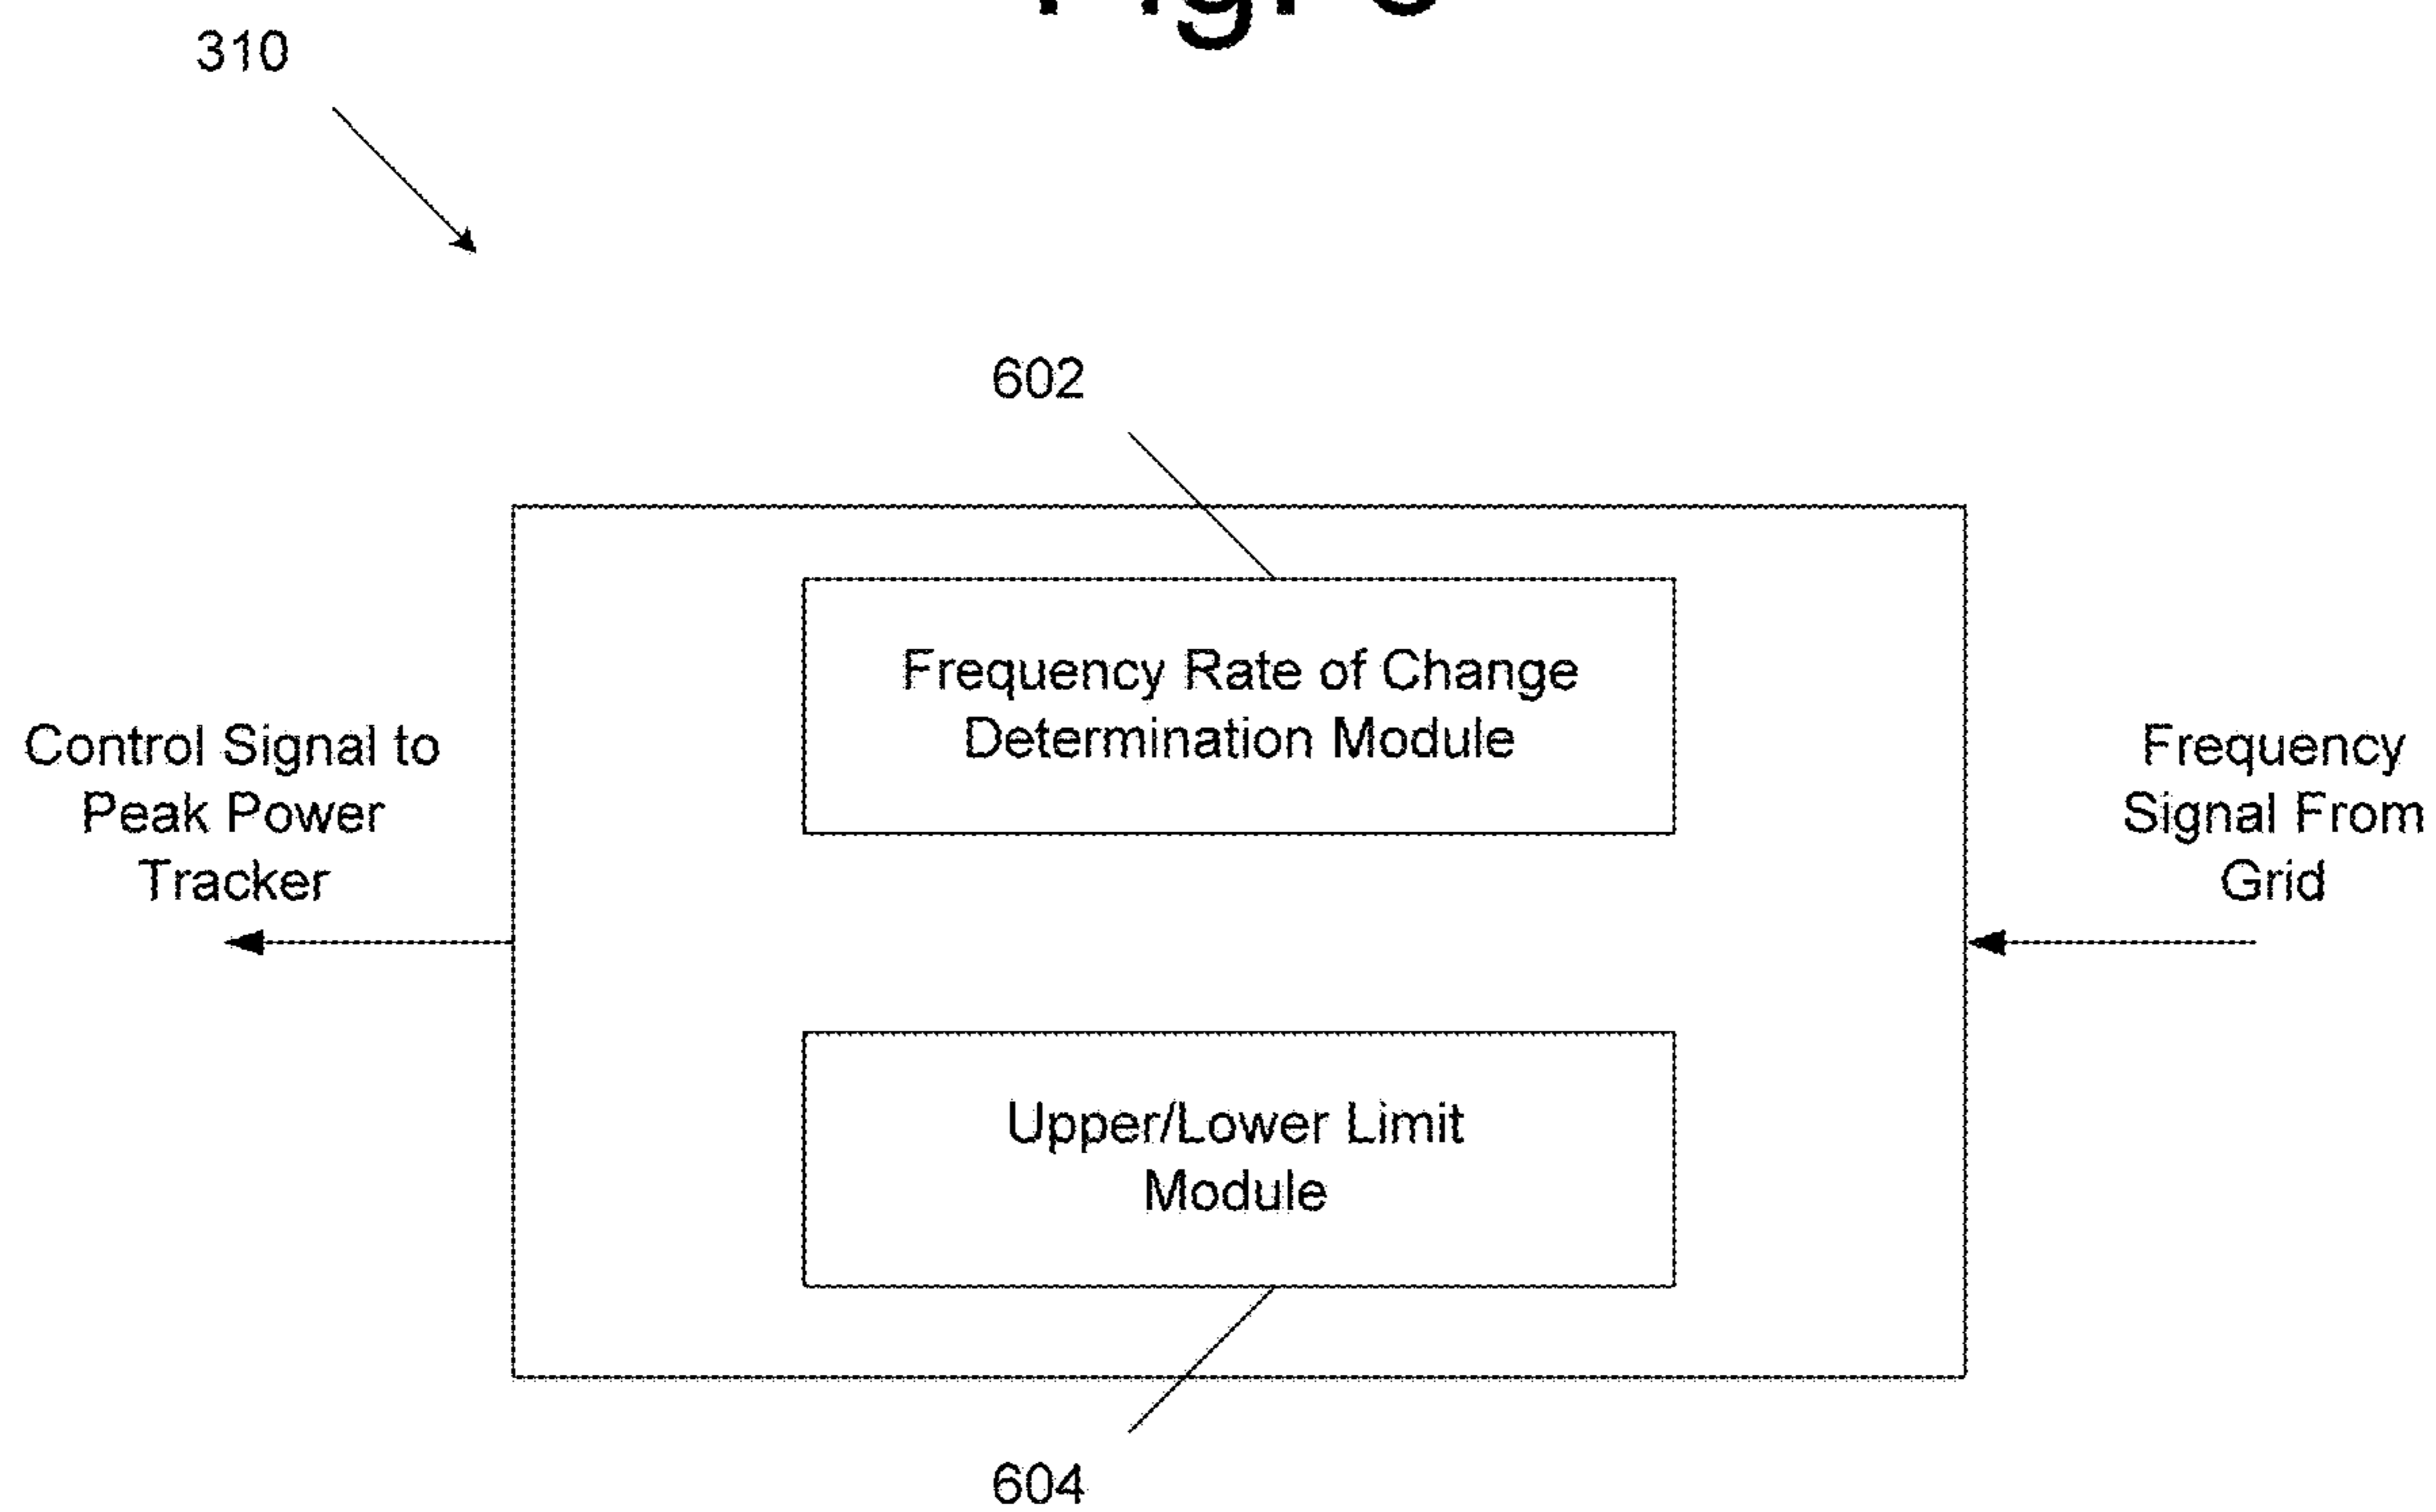 310
602
Frequency Rate of Change
Determination Module
Control Signal to
Peak Power
Tracker
Frequency
Signal From
Grid
Upper/Lower Limit
Module
604